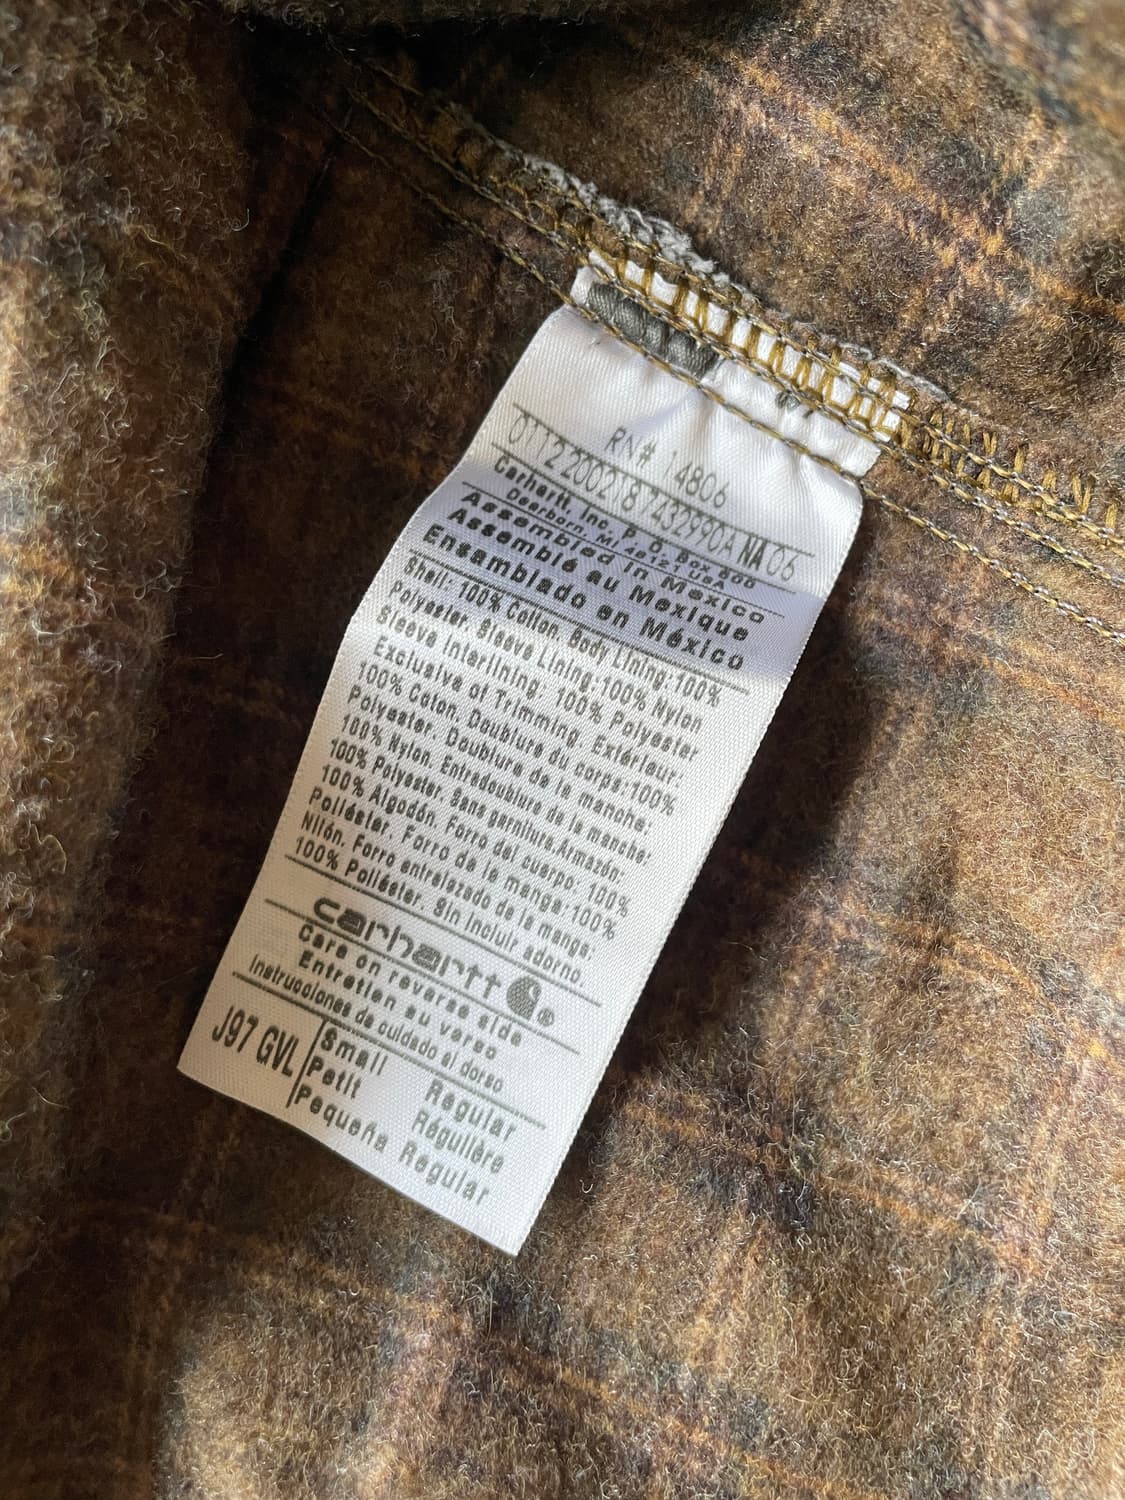 RN# 14806
0112200218 7432990A NA 06
Carhartt, Inc. P.O. Box 600
Dearborn, MI 48121 USA
Assembled in Mexico
Assemblé au Mexique
Ensamblado en México
Shell: 100% Cotton. Body Lining: 100%
Polyester. Sleeve Lining:100% Nylon
Sleeve Interlining: 100% Polyester
Exclusive of Trimming. Extérieur:
100% Coton. Doublure du corps:100%
Polyester. Doublure de la manche:
100% Nylon. Entredoublure de la manche:
100% Polyester. Sans garniture.Armazón:
100% Algodón. Forro del cuerpo: 100%
Poliéster. Forro de la manga:100%
Nilón. Forro entrelazado de la manga:
100% Poliéster. Sin incluir adorno.
carhartt ®
Care on reverse side
Entretien au verso
Instrucciones de cuidado al dorso
J97 GVL
Small Regular
Petit Régulière
Pequeña Regular